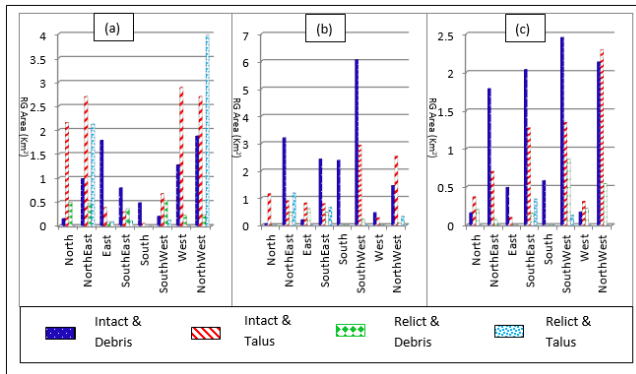 (a)
(b)
(c)
RG Area (Km²)
4
3.5
3
2.5
2
1.5
1
0.5
0
North
NorthEast
East
SouthEast
South
SouthWest
West
NorthWest
RG Area (Km²)
7
6
5
4
3
2
1
0
North
NorthEast
East
SouthEast
South
SouthWest
West
NorthWest
RG Area (Km²)
2.5
2
1.5
1
0.5
0
North
NorthEast
East
SouthEast
South
SouthWest
West
NorthWest
Intact &
Debris
Intact &
Talus
Relict &
Debris
Relict &
Talus